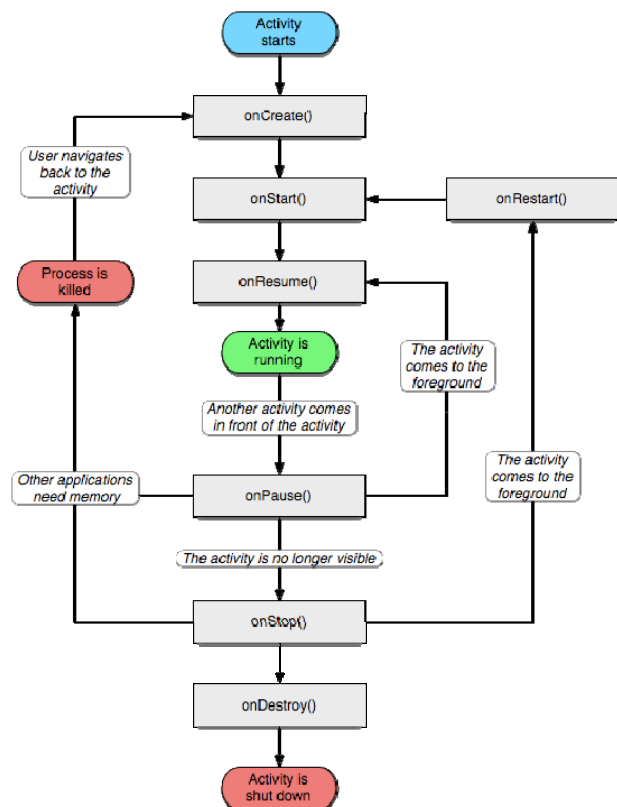 Activity
starts
onCreate()
User navigates
back to the
activity
onStart()
onRestart()
Process is
killed
onResume()
Activity is
running
The activity
comes to the
foreground
Another activity comes
in front of the activity
Other applications
need memory
onPause()
The activity
comes to the
foreground
The activity is no longer visible
onStop()
onDestroy()
Activity is
shut down